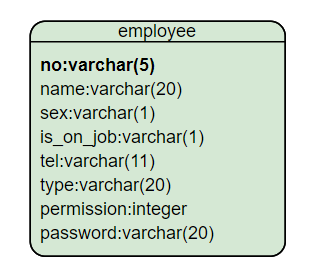 employee
no:varchar(5)
name:varchar(20)
sex:varchar(1)
is_on_job:varchar(1)
tel:varchar(11)
type:varchar(20)
permission:integer
password:varchar(20)